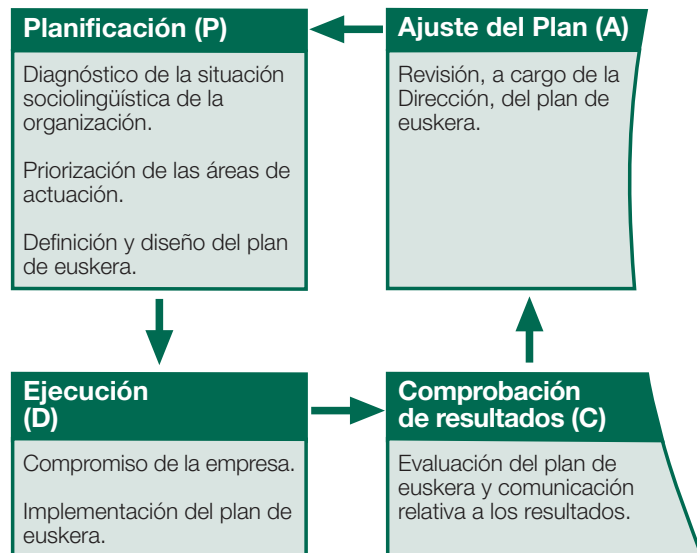 Planificación (P)
Diagnóstico de la situación
sociolingüística de la
organización.
Priorización de las áreas de
actuación.
Definición y diseño del plan
de euskera.
Ajuste del Plan (A)
Revisión, a cargo de la
Dirección, del plan de
euskera.
Ejecución
(D)
Compromiso de la empresa.
Implementación del plan de
euskera.
Comprobación
de resultados (C)
Evaluación del plan de
euskera y comunicación
relativa a los resultados.